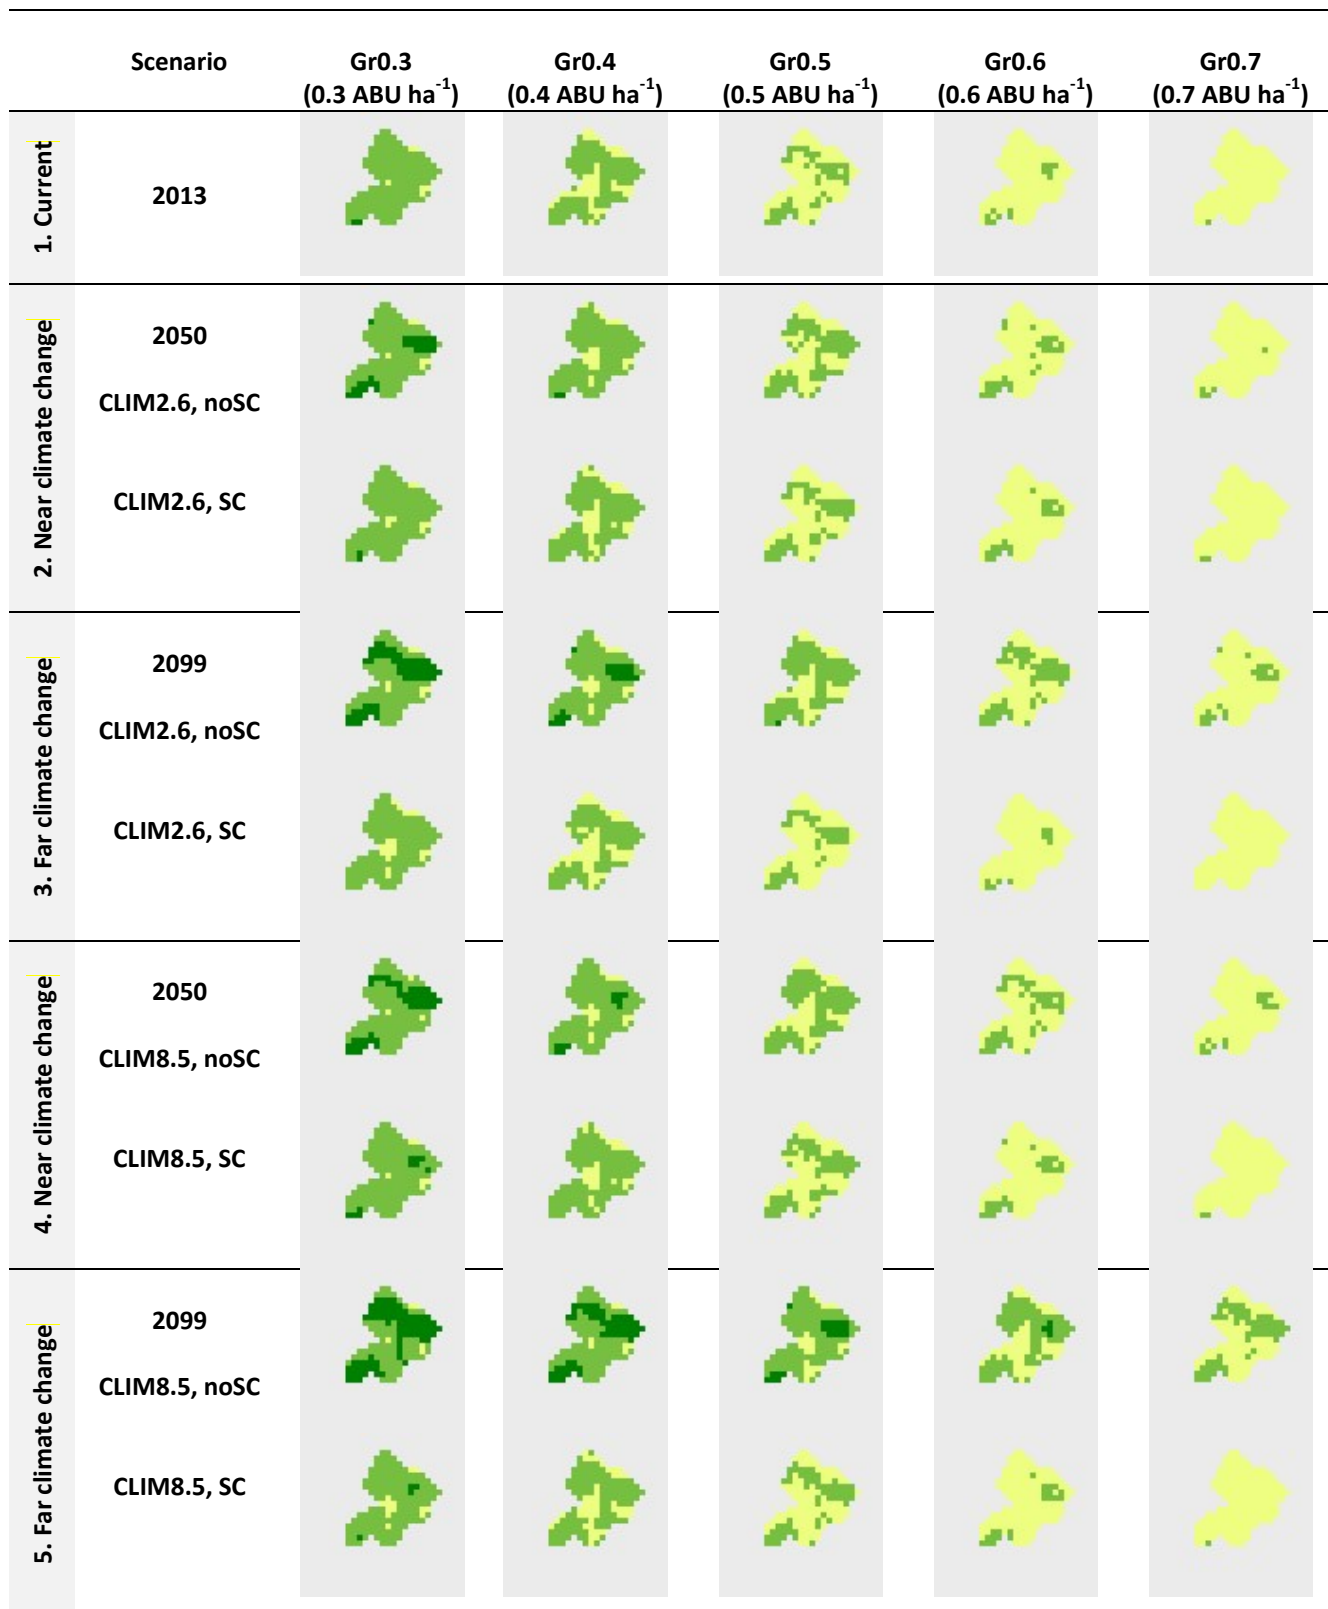 Scenario
Gr0.3
(0.3 ABU ha-1)
Gr0.4
(0.4 ABU ha-1)
Gr0.5
(0.5 ABU ha-1)
Gr0.6
(0.6 ABU ha-1)
Gr0.7
(0.7 ABU ha-1)
1. Current
2013
2. Near climate change
2050
CLIM2.6, noSC
CLIM2.6, SC
3. Far climate change
2099
CLIM2.6, noSC
CLIM2.6, SC
4. Near climate change
2050
CLIM8.5, noSC
CLIM8.5, SC
5. Far climate change
2099
CLIM8.5, noSC
CLIM8.5, SC